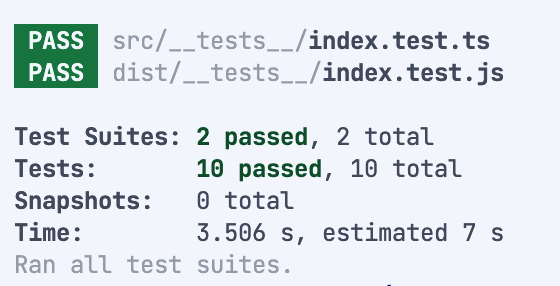 PASS src/__tests__/index.test.ts
PASS dist/__tests__/index.test.js
Test Suites: 2 passed, 2 total
Tests: 10 passed, 10 total
Snapshots: 0 total
Time: 3.506 s, estimated 7 s
Ran all test suites.